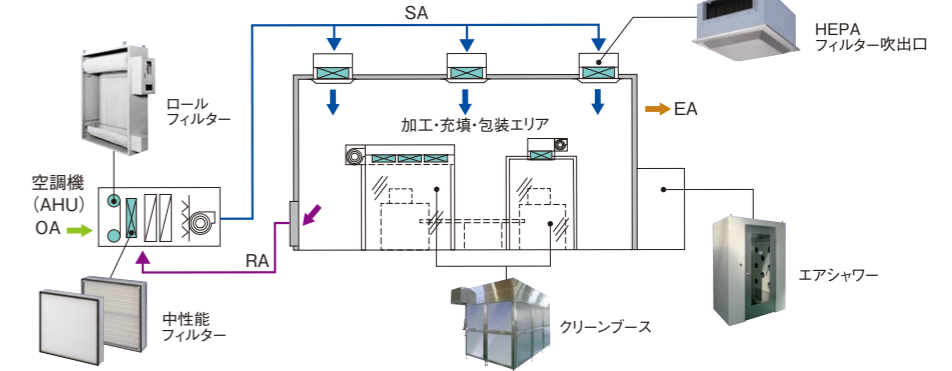 SA
HEPA
フィルター吹出口
ロール
フィルター
加工・充填・包装エリア
EA
空調機
(AHU)
OA
RA
エアシャワー
中性能
フィルター
クリーンブース